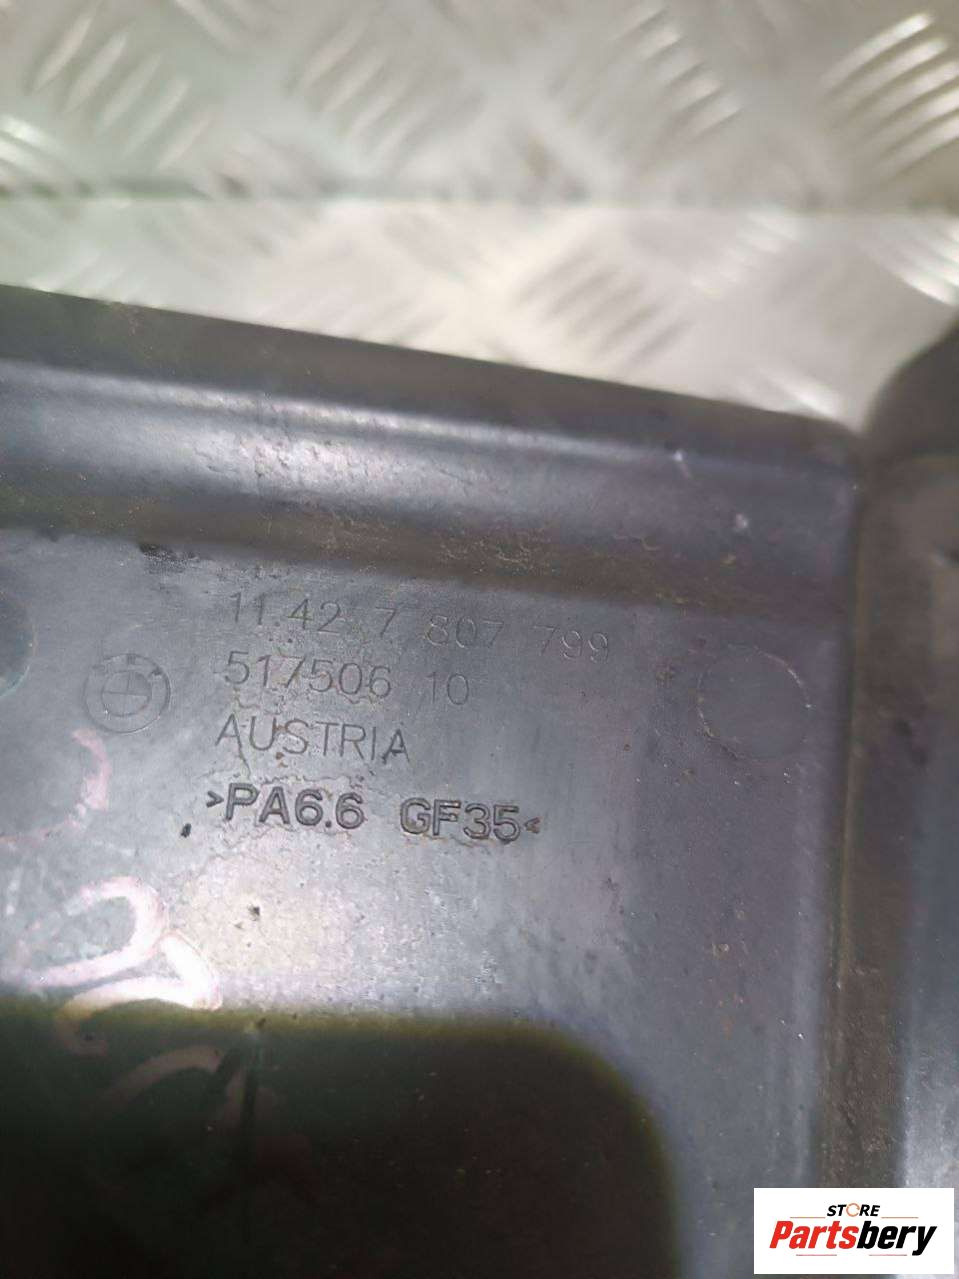 11.42 7 807 799
517506 10
AUSTRIA
>PA6.6 GF35<
STORE
Partsbery